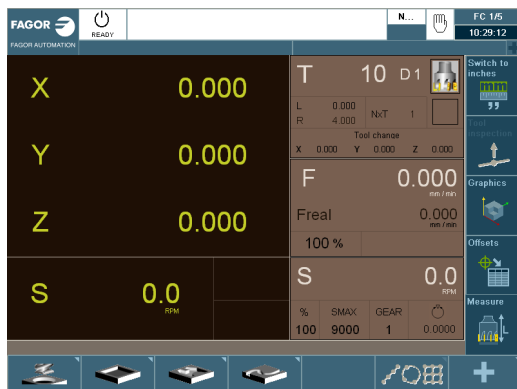 FAGOR
FAGOR AUTOMATION
READY
N...
FC 1/5
10:29:12
X 0.000
Y 0.000
Z 0.000
S 0.0
RPM
T 10 D1
L 0.000
R 4.000
NxT 1
Tool change
X 0.000 Y 0.000 Z 0.000
F 0.000
mm / min
Freal 0.000
mm / min
100 %
S 0.0
RPM
% SMAX GEAR
100 9000 1 0.0000
Switch to
inches
mm
Tool
inspection
Graphics
Offsets
Measure
L